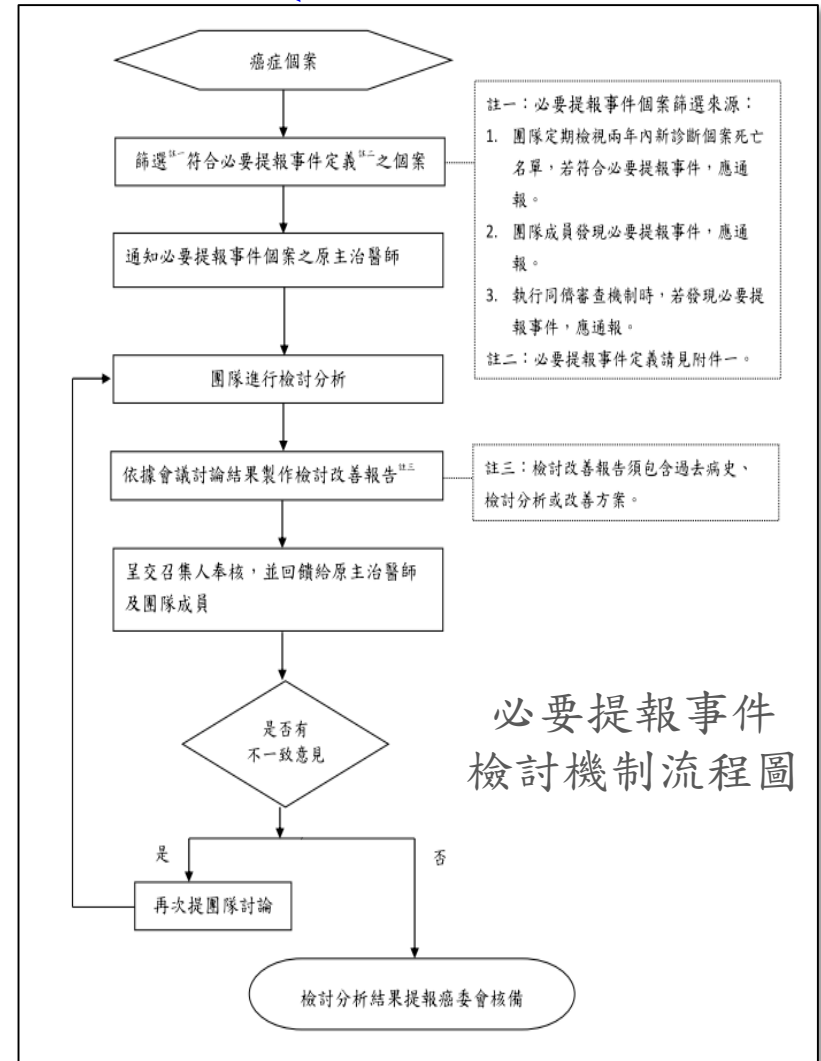 癌症個案
篩選註一符合必要提報事件定義註二之個案
通知必要提報事件個案之原主治醫師
團隊進行檢討分析
依據會議討論結果製作檢討改善報告註三
呈交召集人奉核，並回饋給原主治醫師
及團隊成員
是否有
不一致意見
是
否
再次提團隊討論
檢討分析結果提報癌委會核備
註一：必要提報事件個案篩選來源：
1. 團隊定期檢視兩年內新診斷個案死亡
名單，若符合必要提報事件，應通
報。
2. 團隊成員發現必要提報事件，應通
報。
3. 執行同儕審查機制時，若發現必要提
報事件，應通報。
註二：必要提報事件定義請見附件一。
註三：檢討改善報告須包含過去病史、
檢討分析或改善方案。
必要提報事件
檢討機制流程圖